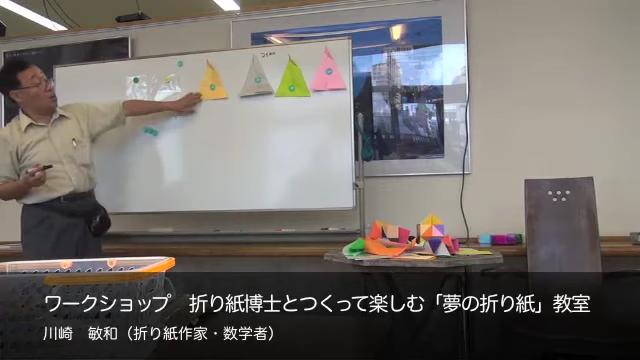 ワークショップ　折り紙博士とつくって楽しむ「夢の折り紙」教室
川崎　敏和（折り紙作家・数学者）